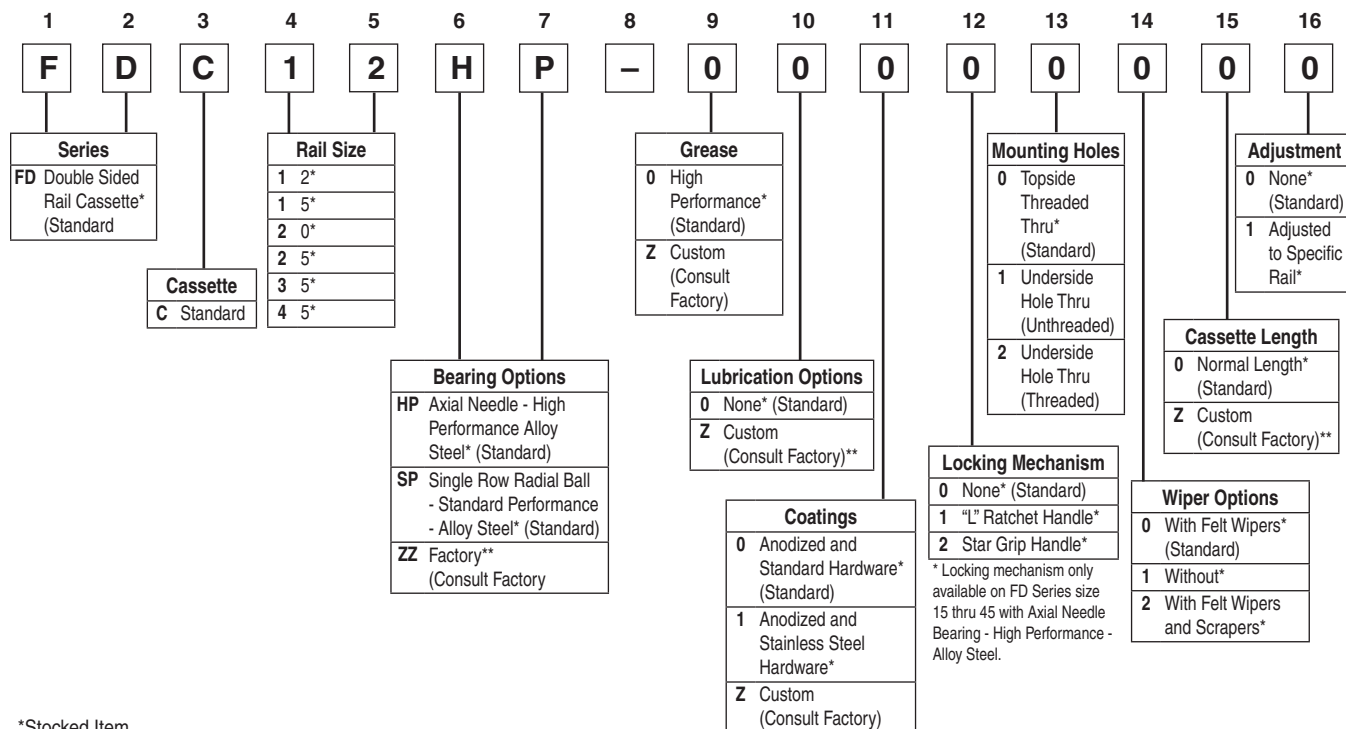 1 2 3 4 5 6 7 8 9 10 11 12 13 14 15 16
F D C 1 2 H P – 0 0 0 0 0 0 0 0
Series
FD Double Sided
Rail Cassette*
(Standard
Cassette
C Standard
Rail Size
1 2*
1 5*
2 0*
2 5*
3 5*
4 5*
Bearing Options
HP Axial Needle - High
Performance Alloy
Steel* (Standard)
SP Single Row Radial Ball
- Standard Performance
- Alloy Steel* (Standard)
ZZ Factory**
(Consult Factory
Grease
0 High
Performance*
(Standard)
Z Custom
(Consult
Factory)
Lubrication Options
0 None* (Standard)
Z Custom
(Consult Factory)**
Coatings
0 Anodized and
Standard Hardware*
(Standard)
1 Anodized and
Stainless Steel
Hardware*
Z Custom
(Consult Factory)
Locking Mechanism
0 None* (Standard)
1 “L” Ratchet Handle*
2 Star Grip Handle*
* Locking mechanism only
available on FD Series size
15 thru 45 with Axial Needle
Bearing - High Performance -
Alloy Steel.
Mounting Holes
0 Topside
Threaded
Thru*
(Standard)
1 Underside
Hole Thru
(Unthreaded)
2 Underside
Hole Thru
(Threaded)
Wiper Options
0 With Felt Wipers*
(Standard)
1 Without*
2 With Felt Wipers
and Scrapers*
Cassette Length
0 Normal Length*
(Standard)
Z Custom
(Consult Factory)**
Adjustment
0 None*
(Standard)
1 Adjusted
to Specific
Rail*
*Stocked Item